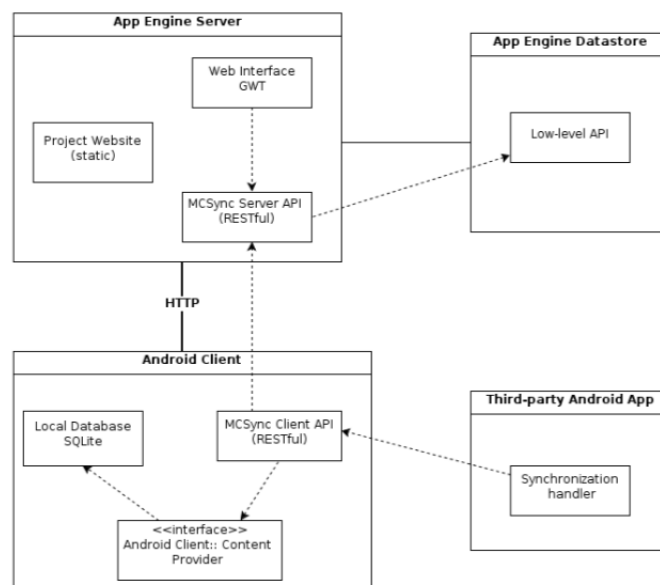 App Engine Server
Web Interface
GWT
Project Website
(static)
MCSync Server API
(RESTful)
App Engine Datastore
Low-level API
HTTP
Android Client
Local Database
SQLite
MCSync Client API
(RESTful)
<<interface>>
Android Client:: Content
Provider
Third-party Android App
Synchronization
handler